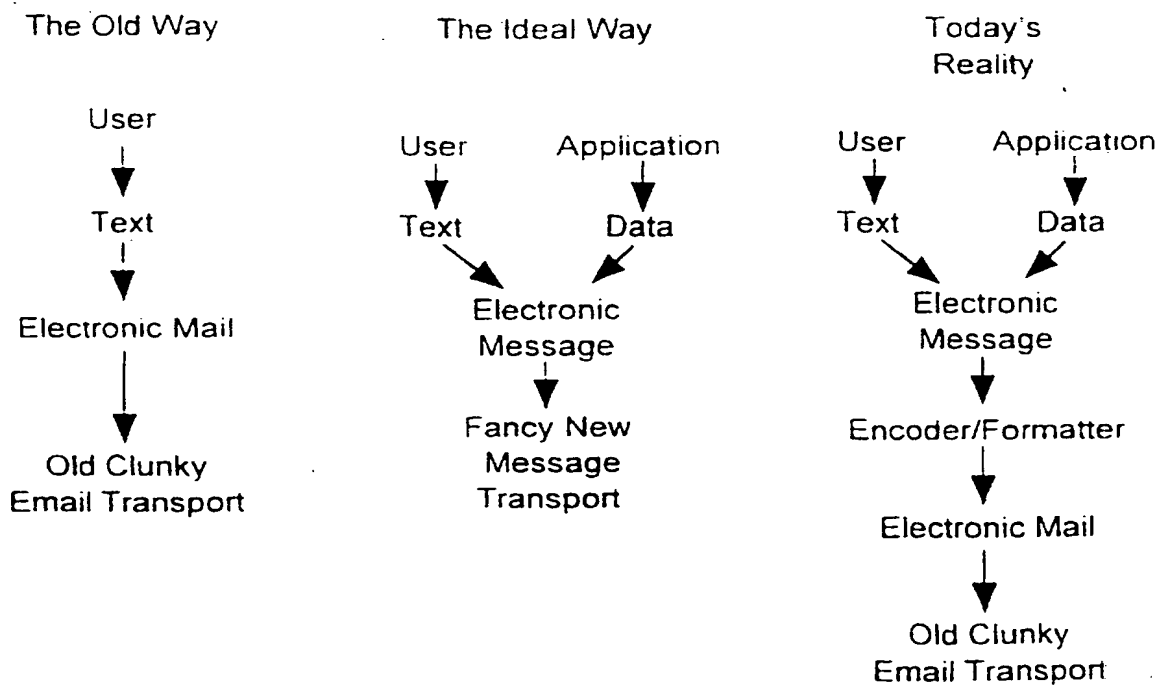 The Old Way
User
Text
Electronic Mail
Old Clunky
Email Transport
The Ideal Way
User
Application
Text
Data
Electronic
Message
Fancy New
Message
Transport
Today's
Reality
User
Application
Text
Data
Electronic
Message
Encoder/Formatter
Electronic Mail
Old Clunky
Email Transport